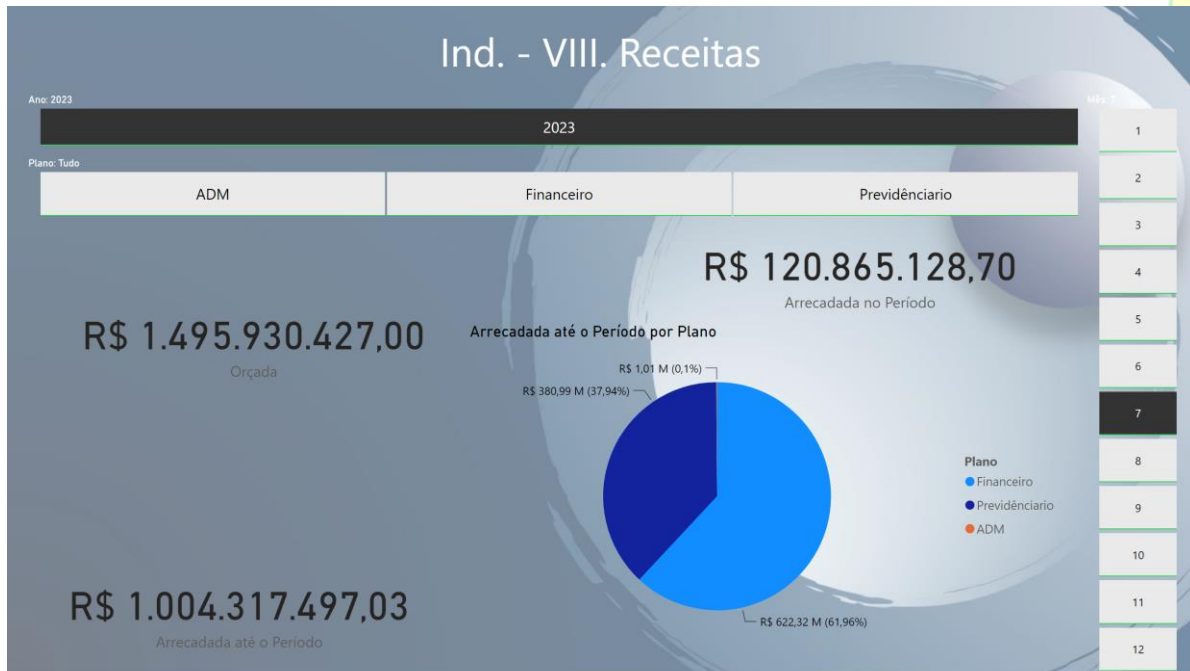 Ind. - VIII. Receitas
Ano: 2023
Mês: 7
2023
Plano: Tudo
ADM
Financeiro
Previdênciario
1
2
3
4
5
6
7
8
9
10
11
12
R$ 120.865.128,70
Arrecadada no Período
R$ 1.495.930.427,00
Orçada
Arrecadada até o Período por Plano
R$ 1,01 M (0,1%)
R$ 380,99 M (37,94%)
R$ 622,32 M (61,96%)
Plano
Financeiro
Previdênciario
ADM
R$ 1.004.317.497,03
Arrecadada até o Período